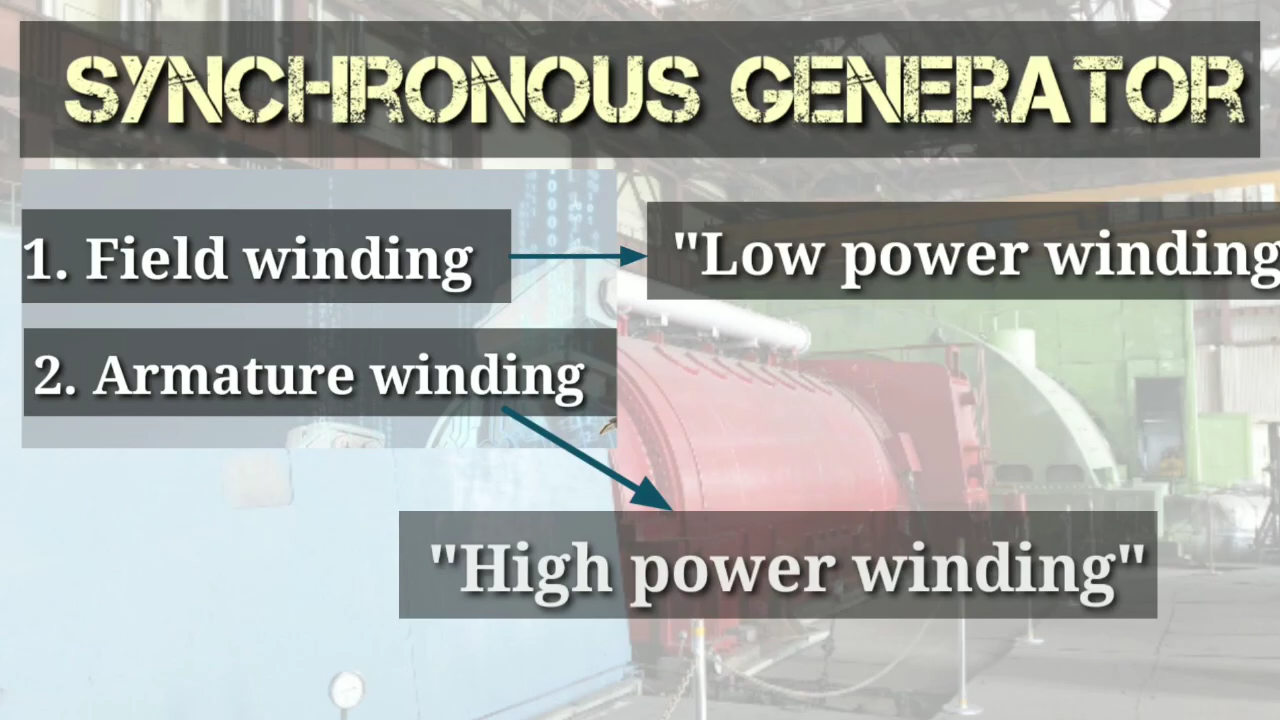 SYNCHRONOUS GENERATOR
1. Field winding
"Low power winding
2. Armature winding
"High power winding"